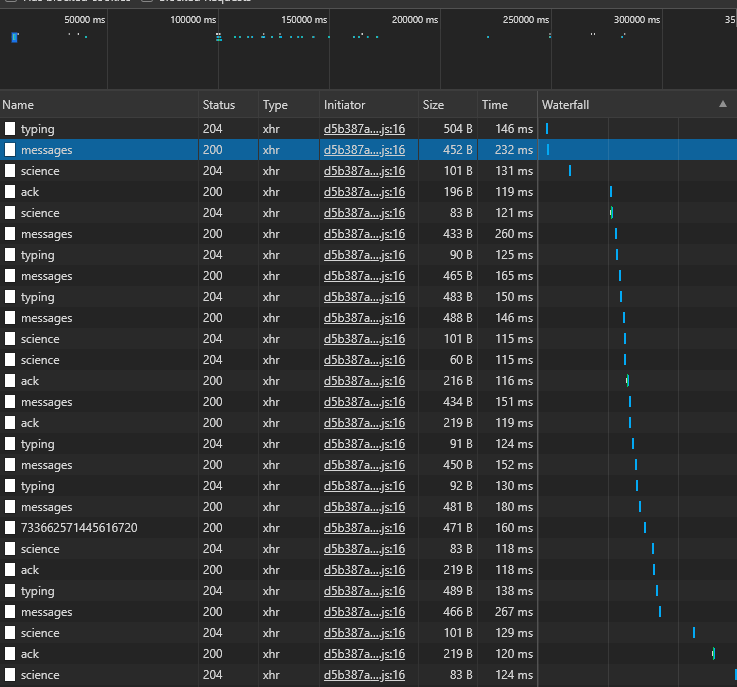 50000 ms 100000 ms 150000 ms 200000 ms 250000 ms 300000 ms 35
Name Status Type Initiator Size Time Waterfall
typing 204 xhr d5b387a....js:16 504 B 146 ms
messages 200 xhr d5b387a....js:16 452 B 232 ms
science 204 xhr d5b387a....js:16 101 B 131 ms
ack 200 xhr d5b387a....js:16 196 B 119 ms
science 204 xhr d5b387a....js:16 83 B 121 ms
messages 200 xhr d5b387a....js:16 433 B 260 ms
typing 204 xhr d5b387a....js:16 90 B 125 ms
messages 200 xhr d5b387a....js:16 465 B 165 ms
typing 204 xhr d5b387a....js:16 483 B 150 ms
messages 200 xhr d5b387a....js:16 488 B 146 ms
science 204 xhr d5b387a....js:16 101 B 115 ms
science 204 xhr d5b387a....js:16 60 B 115 ms
ack 200 xhr d5b387a....js:16 216 B 116 ms
messages 200 xhr d5b387a....js:16 434 B 151 ms
ack 200 xhr d5b387a....js:16 219 B 119 ms
typing 204 xhr d5b387a....js:16 91 B 124 ms
messages 200 xhr d5b387a....js:16 450 B 152 ms
typing 204 xhr d5b387a....js:16 92 B 130 ms
messages 200 xhr d5b387a....js:16 481 B 180 ms
733662571445616720 200 xhr d5b387a....js:16 471 B 160 ms
science 204 xhr d5b387a....js:16 83 B 118 ms
ack 200 xhr d5b387a....js:16 219 B 118 ms
typing 204 xhr d5b387a....js:16 489 B 138 ms
messages 200 xhr d5b387a....js:16 466 B 267 ms
science 204 xhr d5b387a....js:16 101 B 129 ms
ack 200 xhr d5b387a....js:16 219 B 120 ms
science 204 xhr d5b387a....js:16 83 B 124 ms